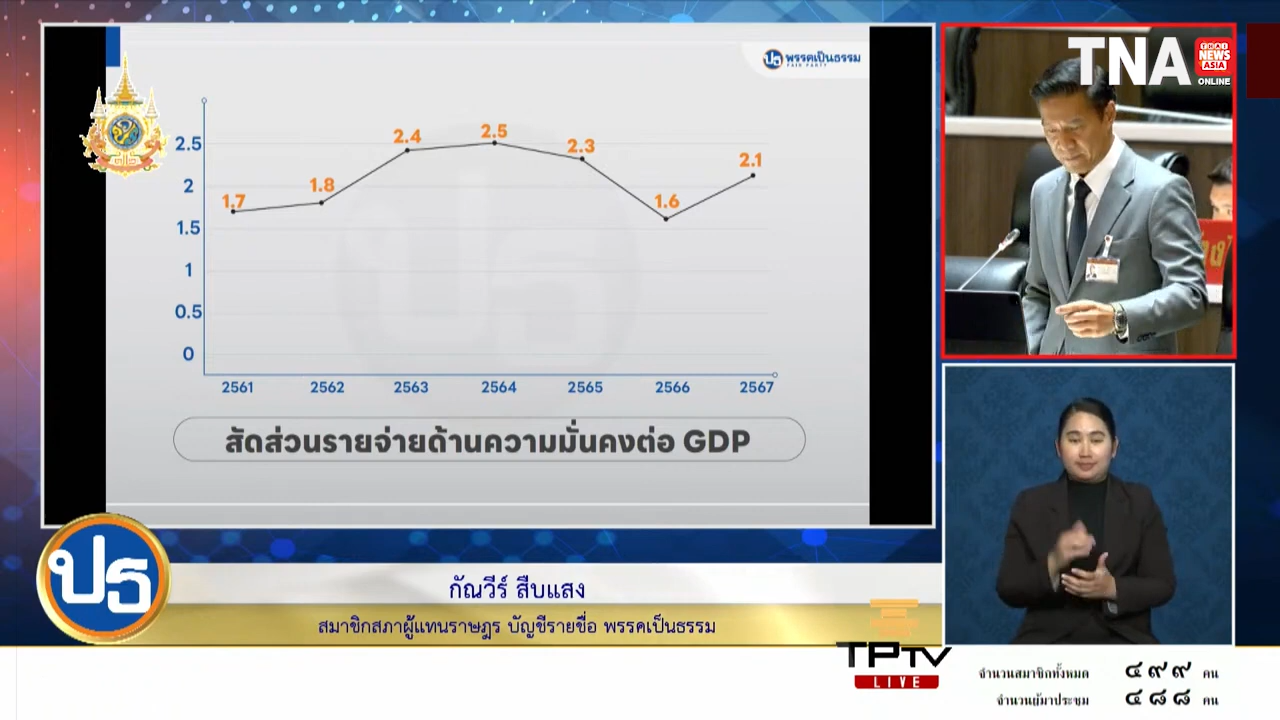 TNA
THAI
NEWS
ASIA
ONLINE
ปธ พรรคเป็นธรรม
FAIR PARTY
2.5
2
1.5
1
0.5
0
1.7
1.8
2.4
2.5
2.3
1.6
2.1
2561 2562 2563 2564 2565 2566 2567
สัดส่วนรายจ่ายด้านความมั่นคงต่อ GDP
ปธ
กัณวีร์ สืบแสง
สมาชิกสภาผู้แทนราษฎร บัญชีรายชื่อ พรรคเป็นธรรม
TPTV
LIVE
จำนวนสมาชิกทั้งหมด ๔๙๙ คน
จำนวนผู้มาประชุม ๔๘๘ คน